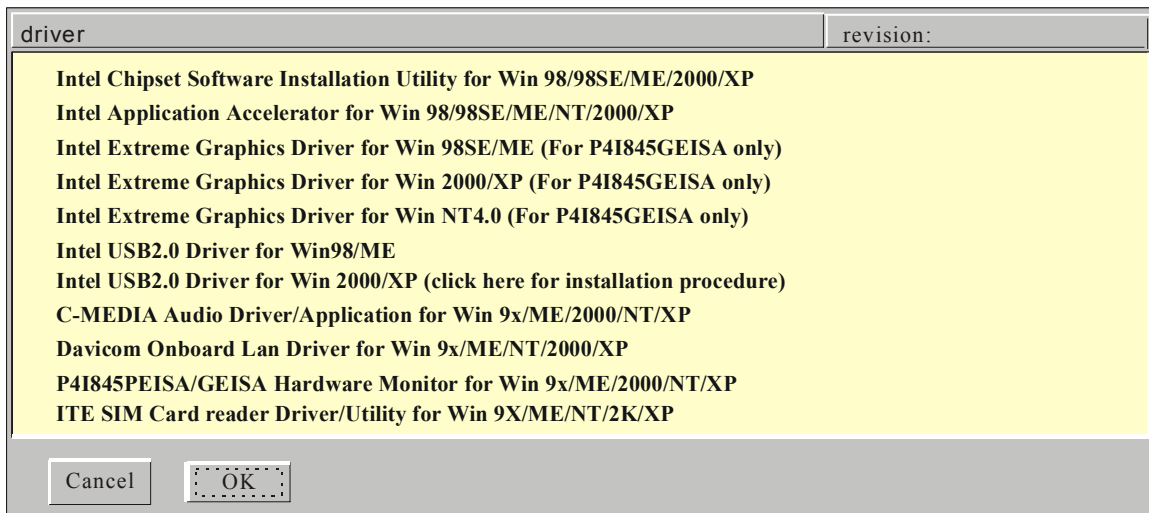 driver revision:
Intel Chipset Software Installation Utility for Win 98/98SE/ME/2000/XP
Intel Application Accelerator for Win 98/98SE/ME/NT/2000/XP
Intel Extreme Graphics Driver for Win 98SE/ME (For P4I845GEISA only)
Intel Extreme Graphics Driver for Win 2000/XP (For P4I845GEISA only)
Intel Extreme Graphics Driver for Win NT4.0 (For P4I845GEISA only)
Intel USB2.0 Driver for Win98/ME
Intel USB2.0 Driver for Win 2000/XP (click here for installation procedure)
C-MEDIA Audio Driver/Application for Win 9x/ME/2000/NT/XP
Davicom Onboard Lan Driver for Win 9x/ME/NT/2000/XP
P4I845PEISA/GEISA Hardware Monitor for Win 9x/ME/2000/NT/XP
ITE SIM Card reader Driver/Utility for Win 9X/ME/NT/2K/XP
Cancel OK